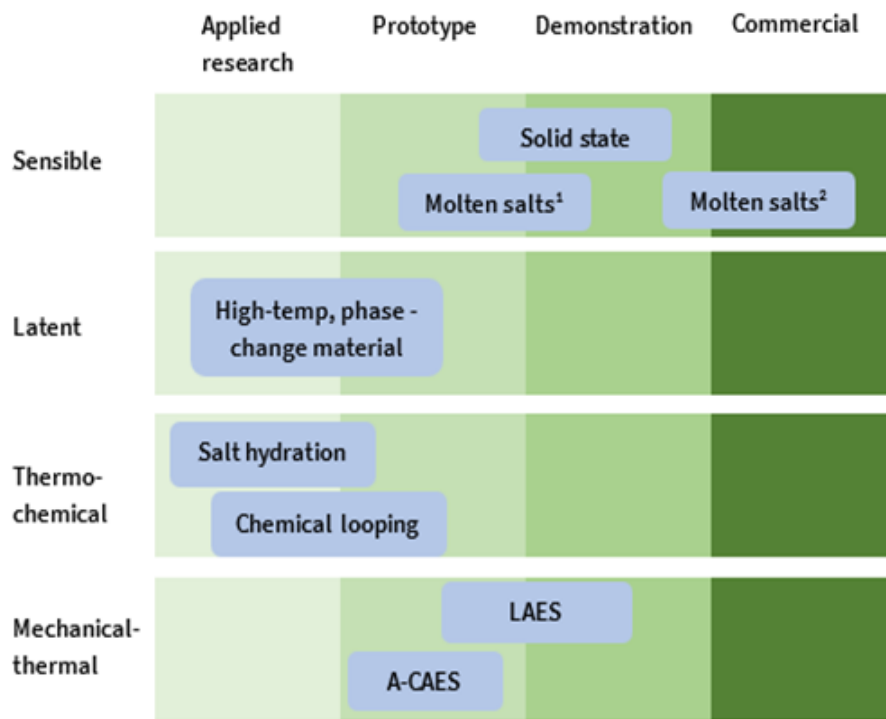 Applied
research
Prototype
Demonstration
Commercial
Sensible
Solid state
Molten salts¹
Molten salts²
Latent
High-temp, phase -
change material
Thermo-
chemical
Salt hydration
Chemical looping
Mechanical-
thermal
LAES
A-CAES